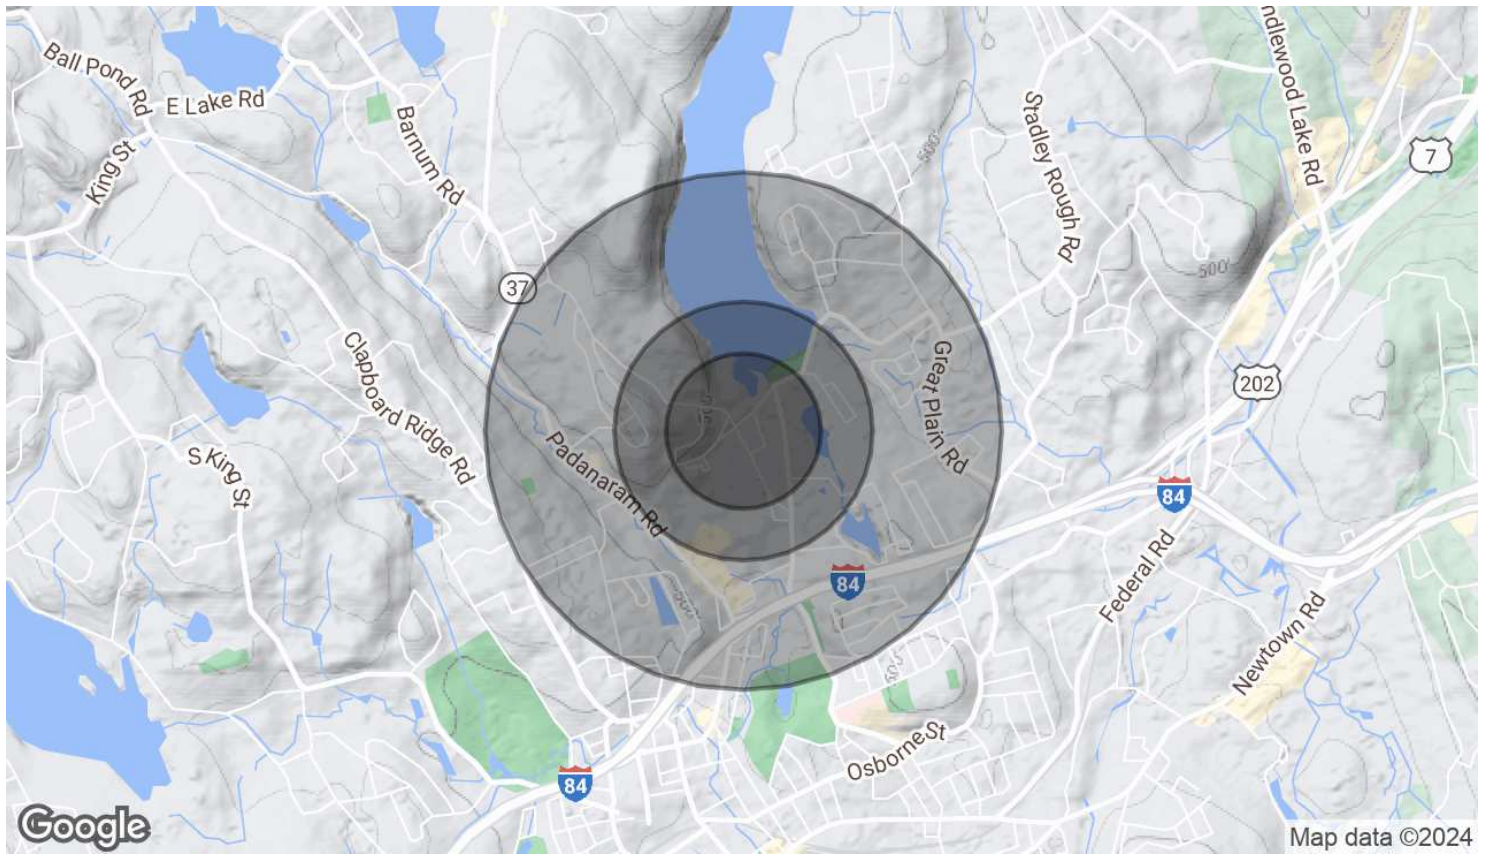 Ball Pond Rd
E Lake Rd
King St
Barnum Rd
Stadley Rough Rd
ndlewood Lake Rd
7
500'
500'
37
Clapboard Ridge Rd
Great Plain Rd
202
S King St
Padanaram Rd
84
84
Federal Rd
Newtown Rd
Osborne St
84
Google
Map data ©2024